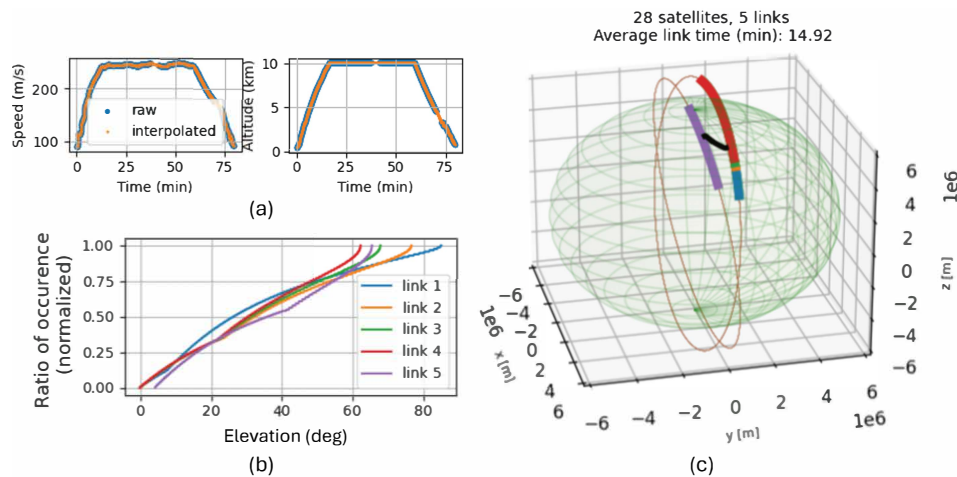 28 satellites, 5 links
Average link time (min): 14.92
Speed (m/s)
200
100
raw
interpolated
0 25 50 75
Time (min)
Altitude (km)
10
5
0
0 25 50 75
Time (min)
(a)
Ratio of occurence
(normalized)
1.00
0.75
0.50
0.25
0.00
link 1
link 2
link 3
link 4
link 5
0 20 40 60 80
Elevation (deg)
(b)
1e6
6
4
2
0
−2
−4
−6
z [m]
−6
−4
−2
0
2
4
6
1e6
x [m]
−6 −4 −2 0 2 4 6
1e6
y [m]
(c)